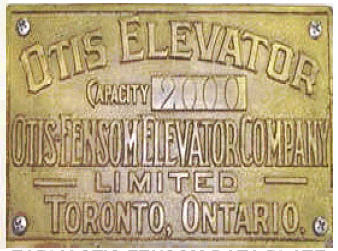 OTIS ELEVATOR
CAPACITY 2000
OTIS-FENSOM ELEVATOR COMPANY
LIMITED
TORONTO, ONTARIO.